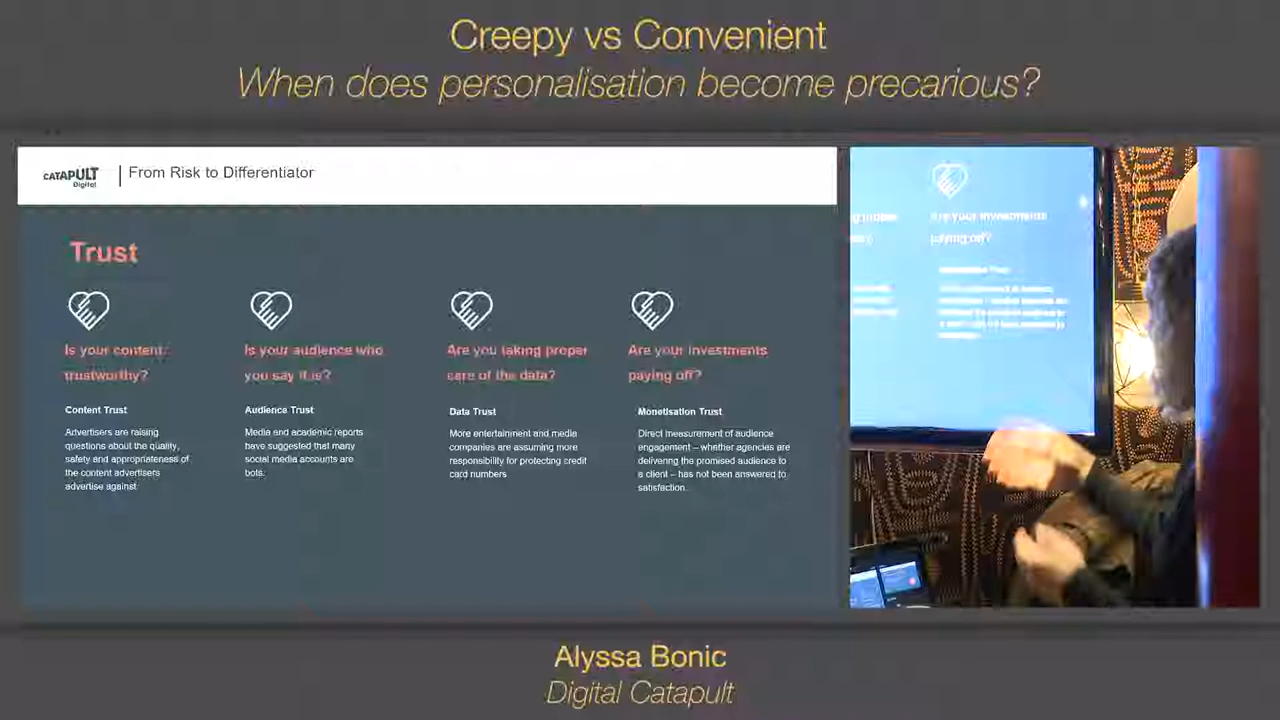 Creepy vs Convenient
When does personalisation become precarious?
CATAPULT
Digital
From Risk to Differentiator
Trust
Is your content
trustworthy?
Content Trust
Advertisers are raising
questions about the quality,
safety and appropriateness of
the content advertisers
advertise against
Is your audience who
you say it is?
Audience Trust
Media and academic reports
have suggested that many
social media accounts are
bots.
Are you taking proper
care of the data?
Data Trust
More entertainment and media
companies are assuming more
responsibility for protecting credit
card numbers
Are your investments
paying off?
Monetisation Trust
Direct measurement of audience
engagement – whether agencies are
delivering the promised audience to
a client – has not been answered to
satisfaction.
Are your investments
paying off?
Alyssa Bonic
Digital Catapult